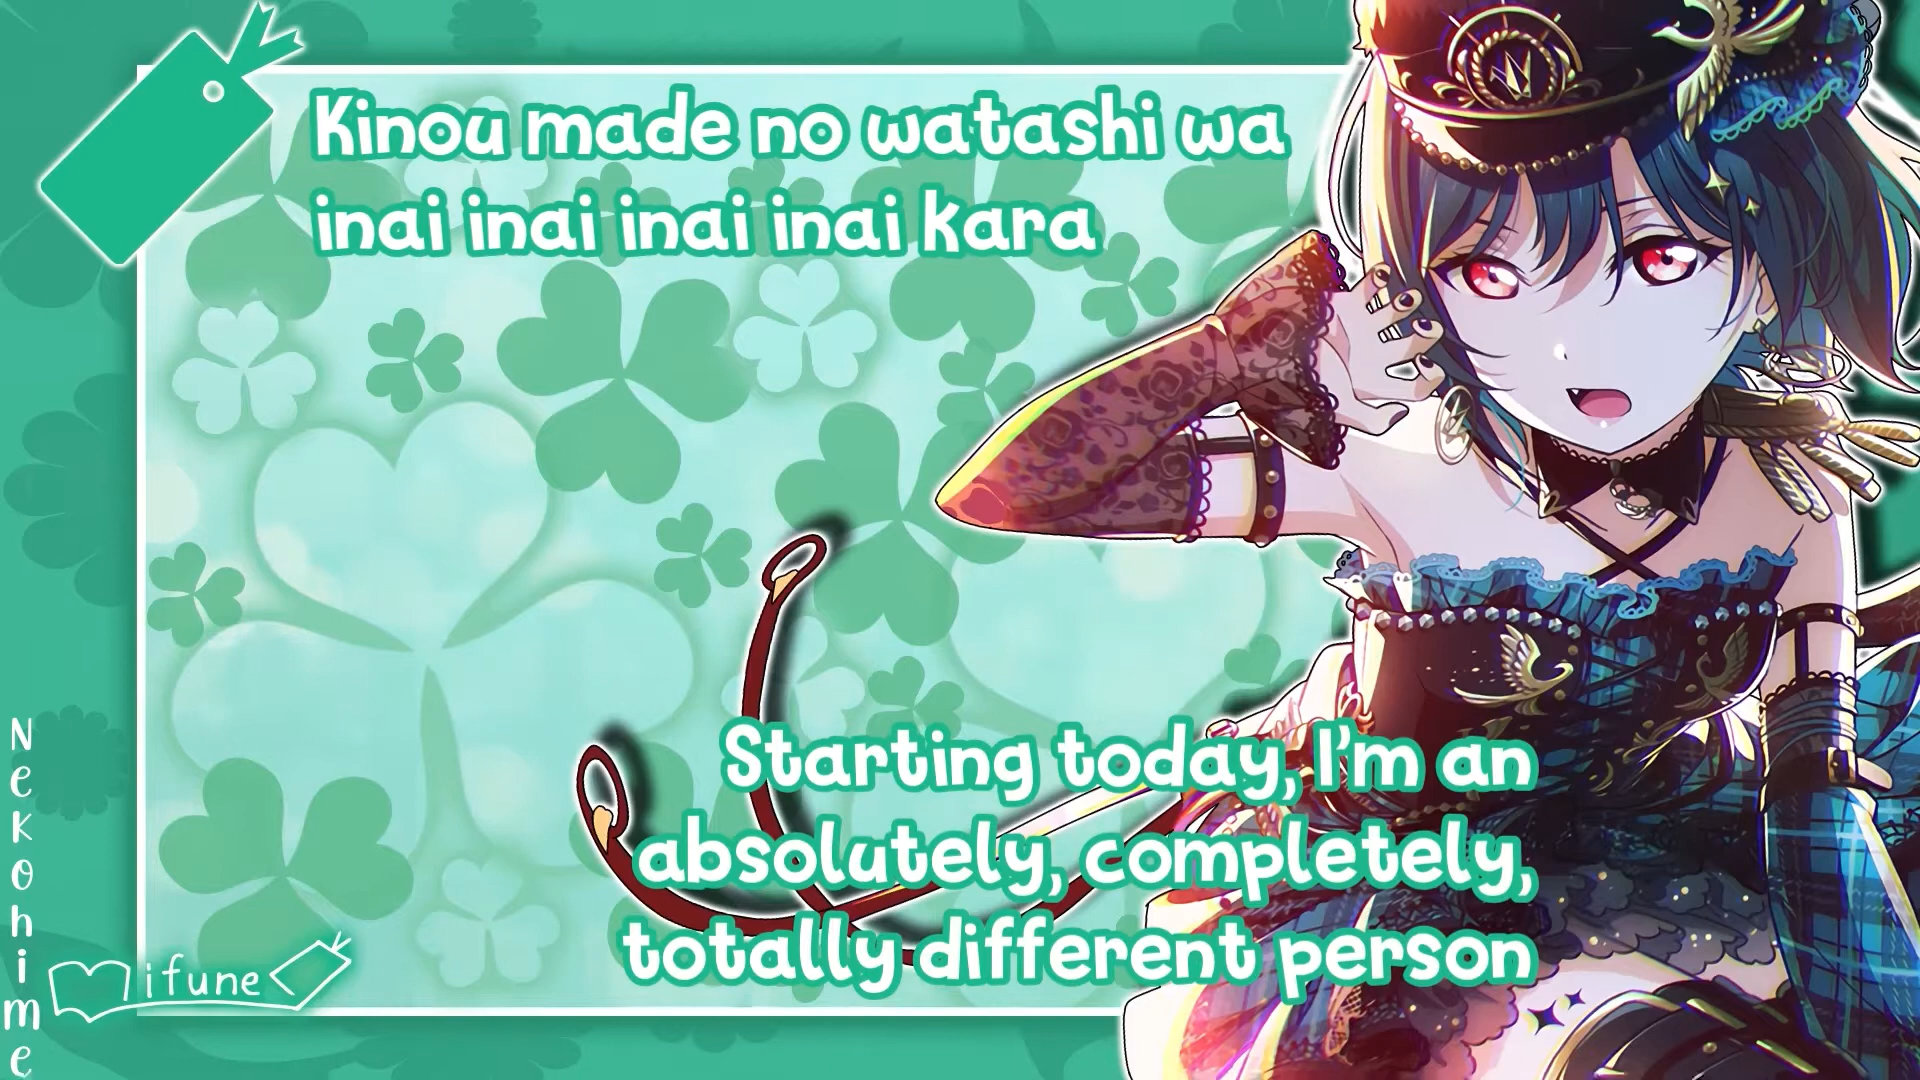 Kinou made no watashi wa
inai inai inai inai kara
Starting today, I'm an
absolutely, completely,
totally different person
Nekohime
Mifune